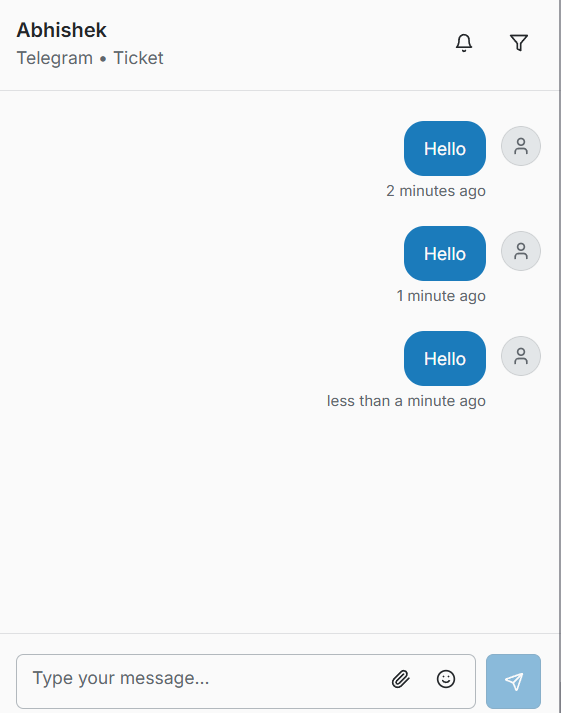 Abhishek
Telegram • Ticket
Hello
2 minutes ago
Hello
1 minute ago
Hello
less than a minute ago
Type your message...